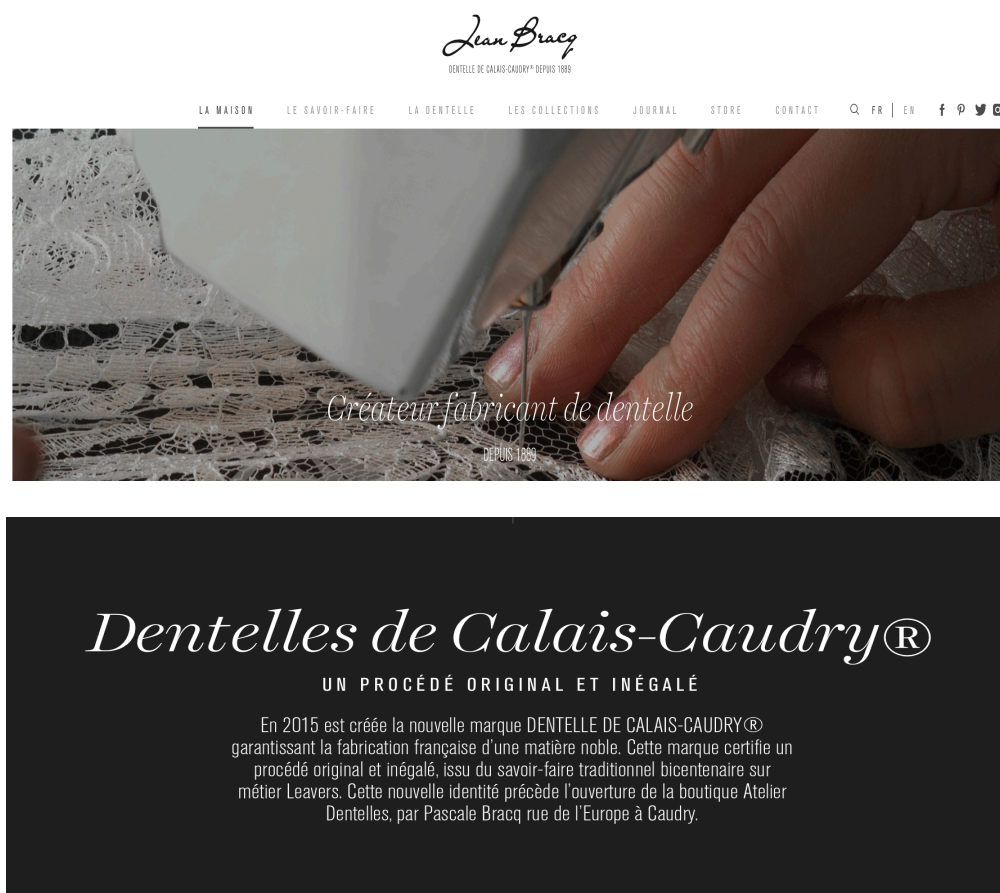 Jean Bracq
DENTELLE DE CALAIS-CAUDRY® DEPUIS 1889
LA MAISON LE SAVOIR-FAIRE LA DENTELLE LES COLLECTIONS JOURNAL STORE CONTACT FR | EN
Créateur fabricant de dentelle
DEPUIS 1889
Dentelles de Calais-Caudry®
UN PROCÉDÉ ORIGINAL ET INÉGALÉ
En 2015 est créée la nouvelle marque DENTELLE DE CALAIS-CAUDRY®
garantissant la fabrication française d'une matière noble. Cette marque certifie un
procédé original et inégalé, issu du savoir-faire traditionnel bicentenaire sur
métier Leavers. Cette nouvelle identité précède l'ouverture de la boutique Atelier
Dentelles, par Pascale Bracq rue de l'Europe à Caudry.